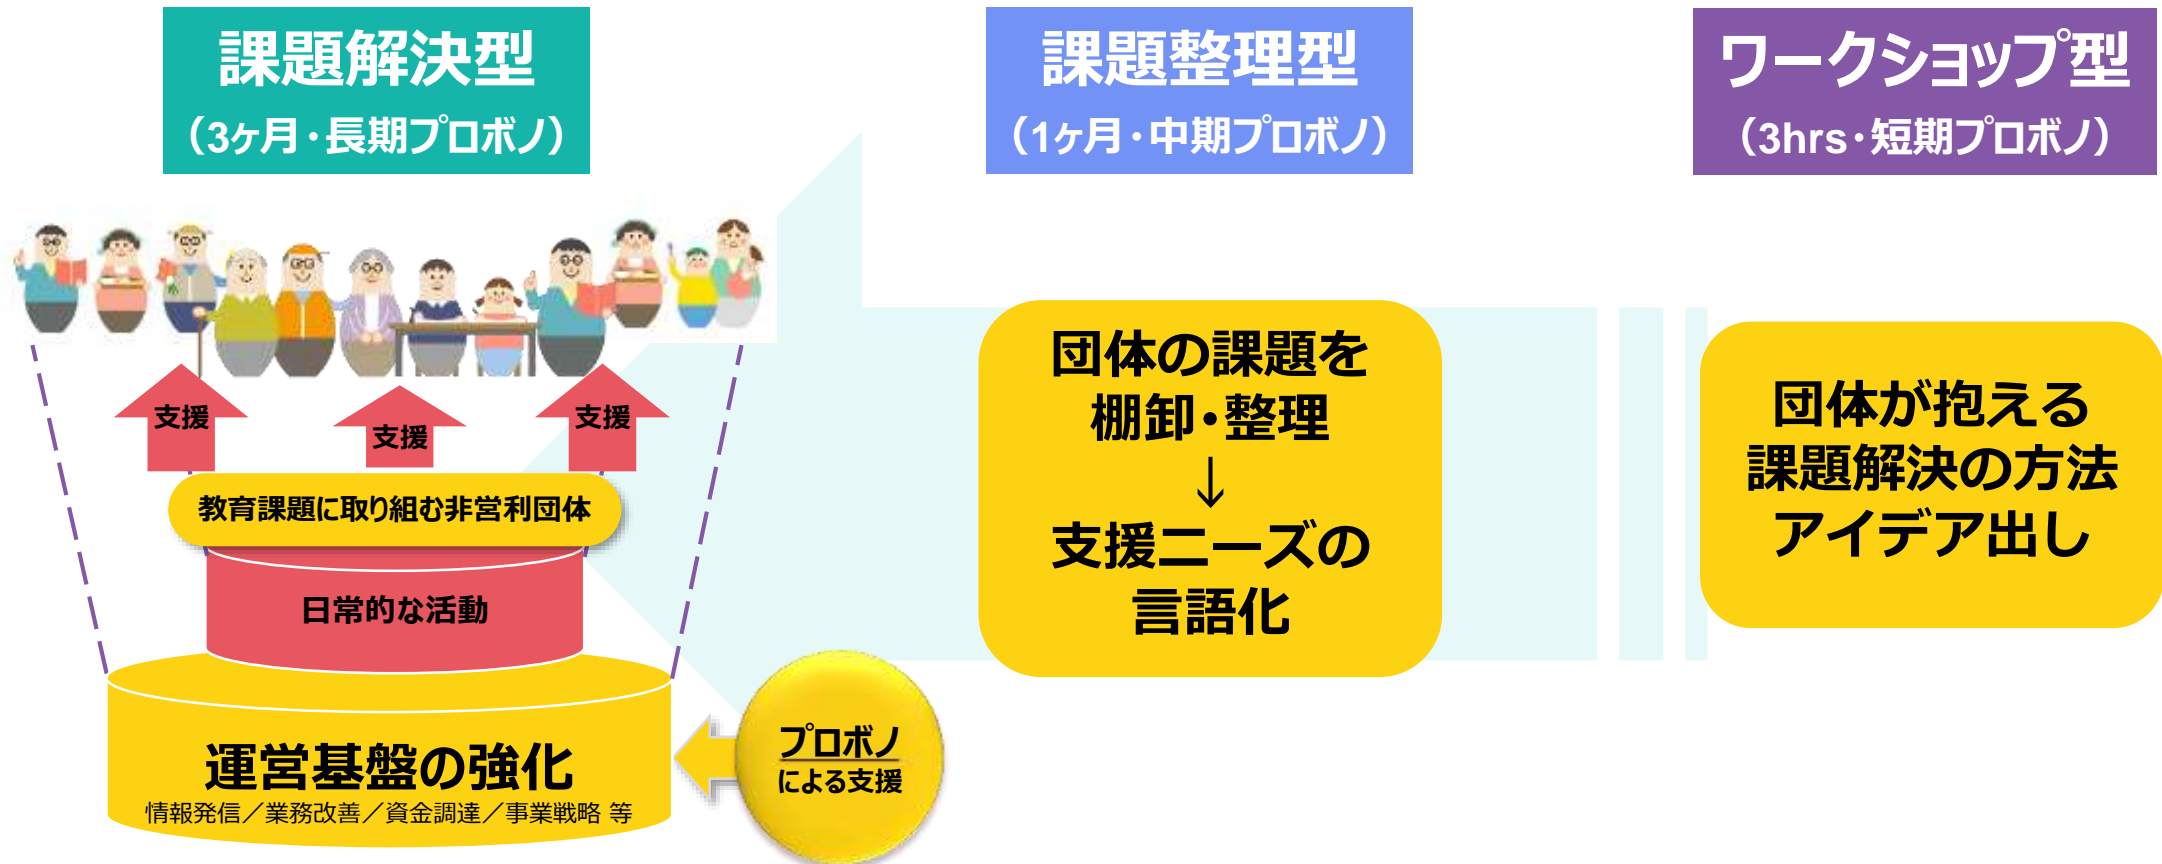 課題解決型
（3ヶ月・長期プロボノ）
支援
支援
支援
教育課題に取り組む非営利団体
日常的な活動
運営基盤の強化
情報発信／業務改善／資金調達／事業戦略 等
プロボノ
による支援
課題整理型
（1ヶ月・中期プロボノ）
団体の課題を
棚卸・整理
↓
支援ニーズの
言語化
ワークショップ型
（3hrs・短期プロボノ）
団体が抱える
課題解決の方法
アイデア出し